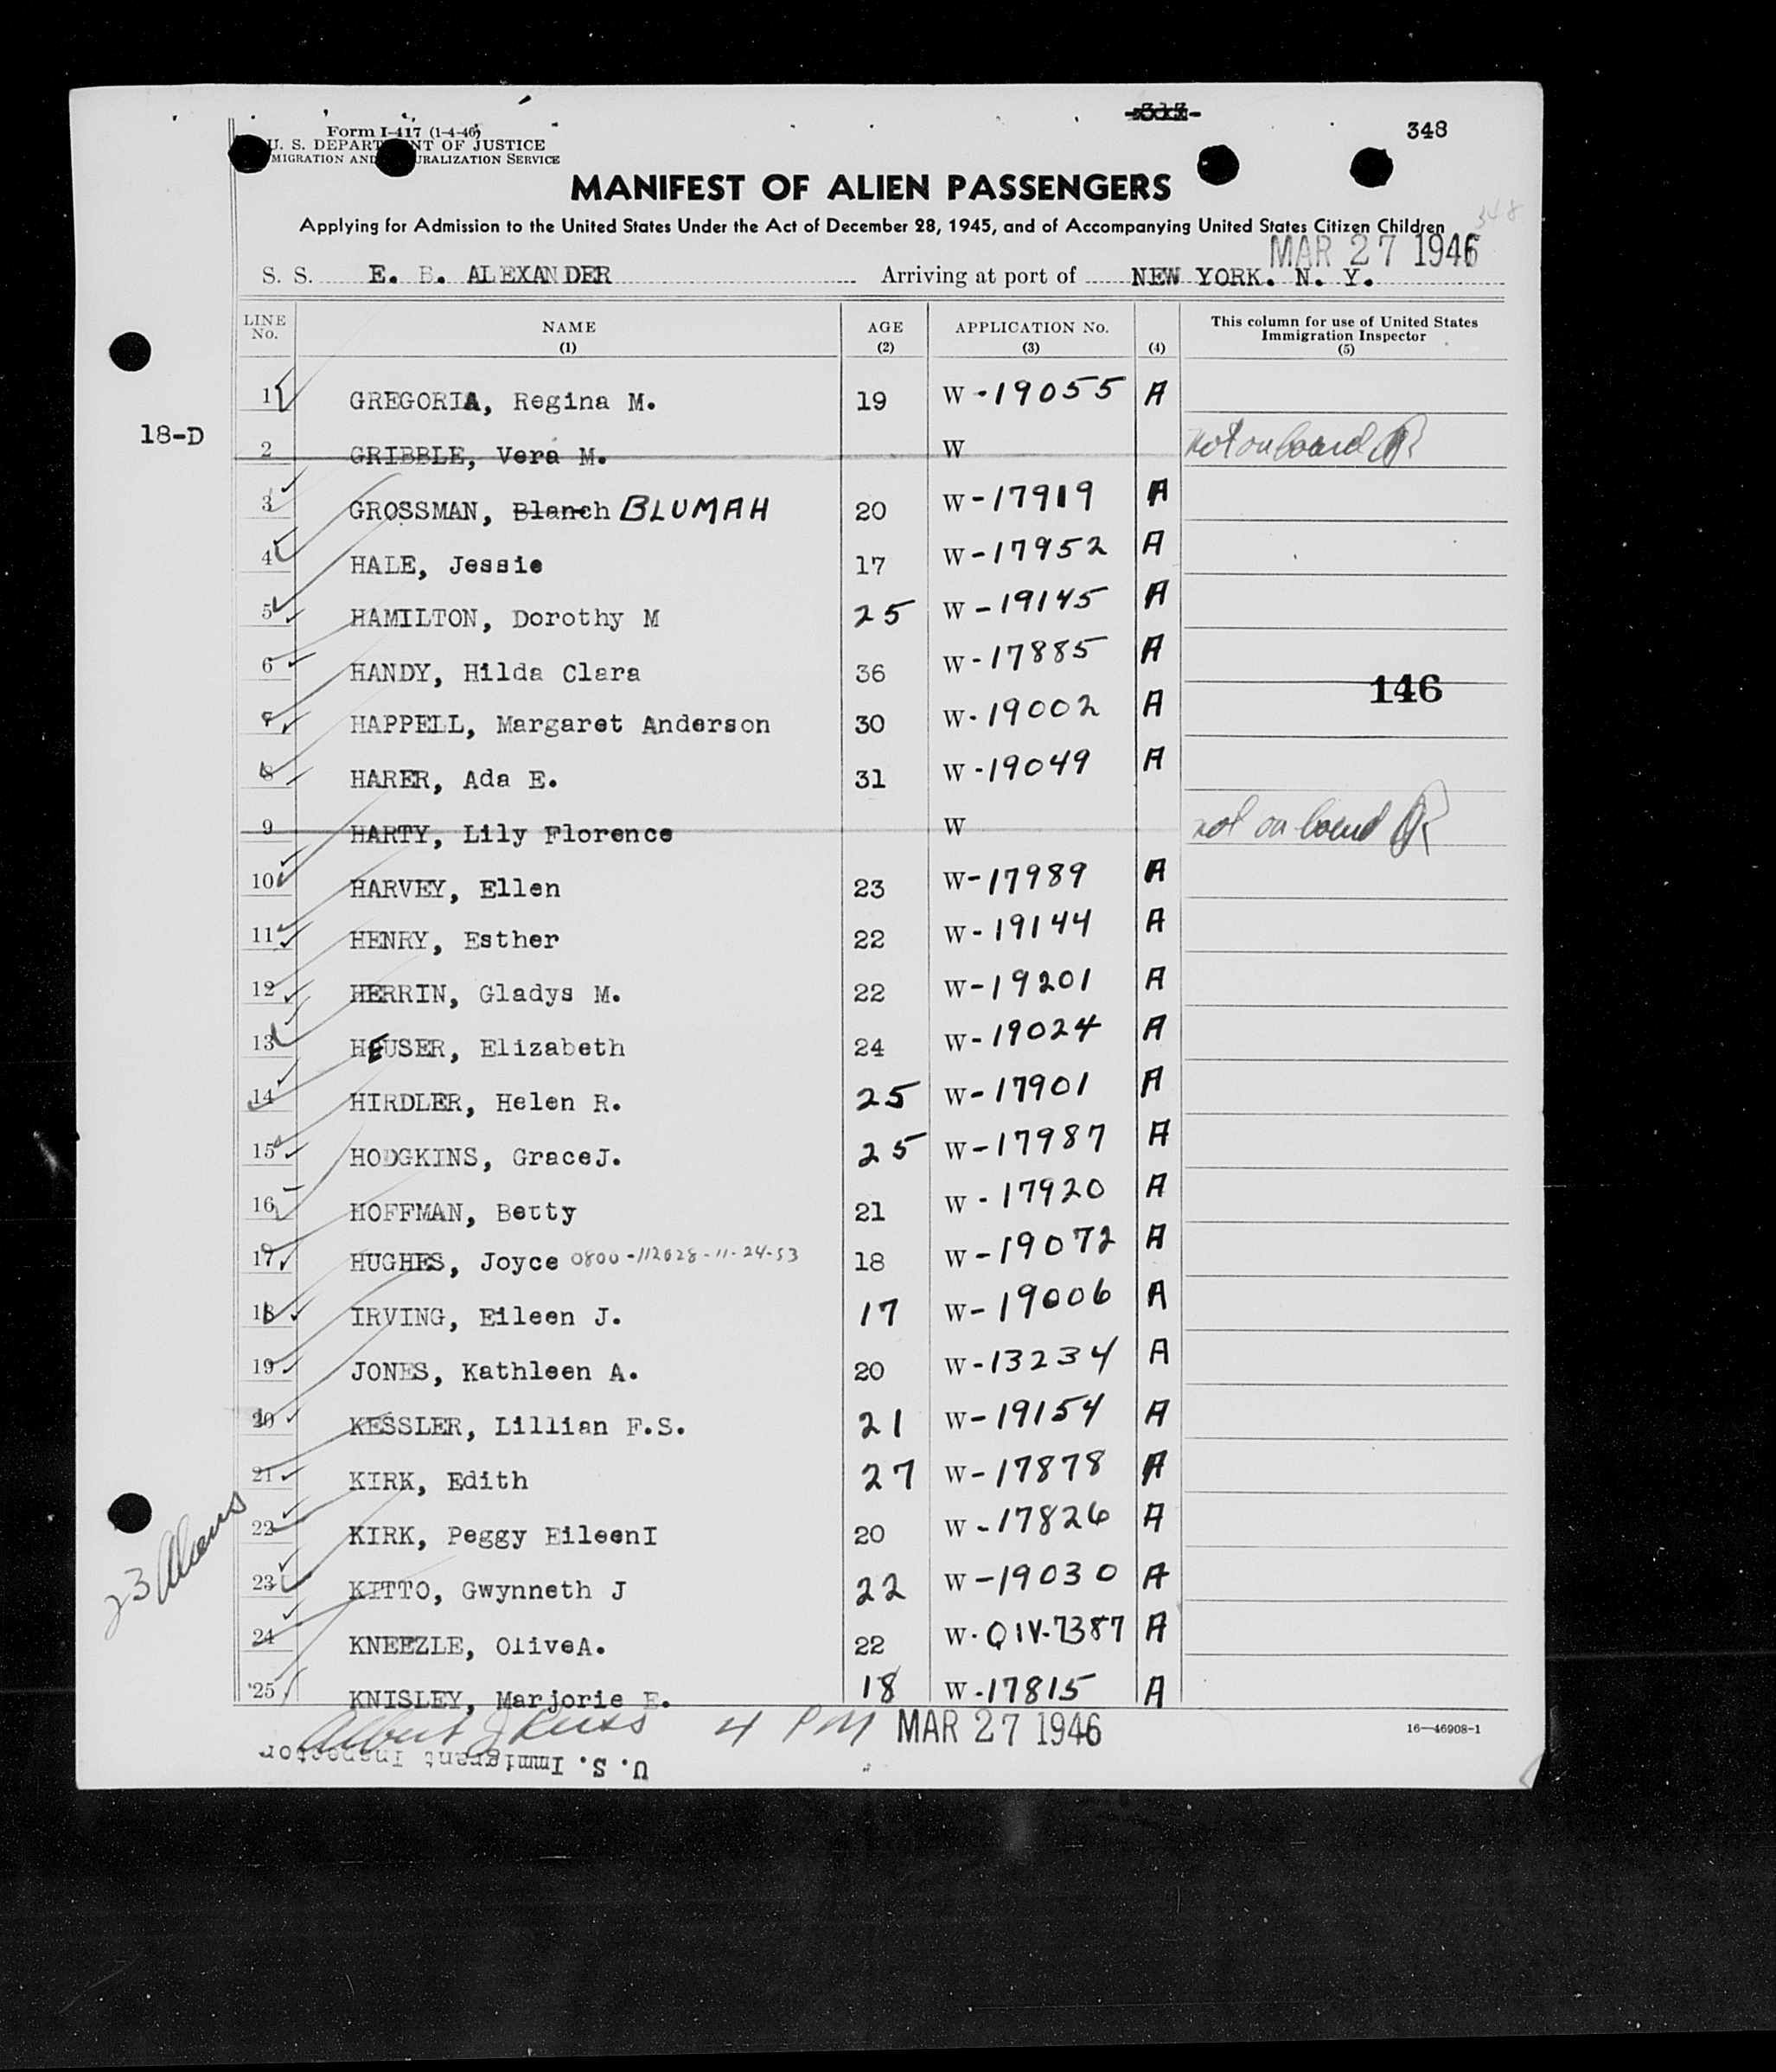 348
Form I-417 (1-4-46)
U. S. DEPARTMENT OF JUSTICE
IMMIGRATION AND NATURALIZATION SERVICE
MANIFEST OF ALIEN PASSENGERS
Applying for Admission to the United States Under the Act of December 28, 1945, and of Accompanying United States Citizen Children
348
MAR 27 1946
S. S. E. B. ALEXANDER Arriving at port of NEW YORK. N. Y.
LINE No. NAME (1) AGE (2) APPLICATION No. (3) (4) This column for use of United States Immigration Inspector (5)
1 GREGORIA, Regina M. 19 W-19055 A
18-D
2 GRIBBLE, Vera M. W not on board
3 GROSSMAN, Blanch BLUMAH 20 W-17919 A
4 HALE, Jessie 17 W-17952 A
5 HAMILTON, Dorothy M 25 W-19145 A
6 HANDY, Hilda Clara 36 W-17885 A
146
7 HAPPELL, Margaret Anderson 30 W-19002 A
8 HARER, Ada E. 31 W-19049 A
9 HARTY, Lily Florence W not on board
10 HARVEY, Ellen 23 W-17989 A
11 HENRY, Esther 22 W-19144 A
12 HERRIN, Gladys M. 22 W-19201 A
13 HEUSER, Elizabeth 24 W-19024 A
14 HIRDLER, Helen R. 25 W-17901 A
15 HODGKINS, GraceJ. 25 W-17987 A
16 HOFFMAN, Betty 21 W-17920 A
17 HUGHES, Joyce 0800-112028-11-24-53 18 W-19072 A
18 IRVING, Eileen J. 17 W-19006 A
19 JONES, Kathleen A. 20 W-13234 A
20 KESSLER, Lillian F.S. 21 W-19154 A
21 KIRK, Edith 27 W-17878 A
22 KIRK, Peggy EileenI 20 W-17826 A
23 KITTO, Gwynneth J 22 W-19030 A
23 Aliens
24 KNEEZLE, OliveA. 22 W-QIV-7387 A
25 KNISLEY, Marjorie E. 18 W-17815 A
Albert J 4 PM MAR 27 1946
16—46908-1
U. S. Immigrant Inspector